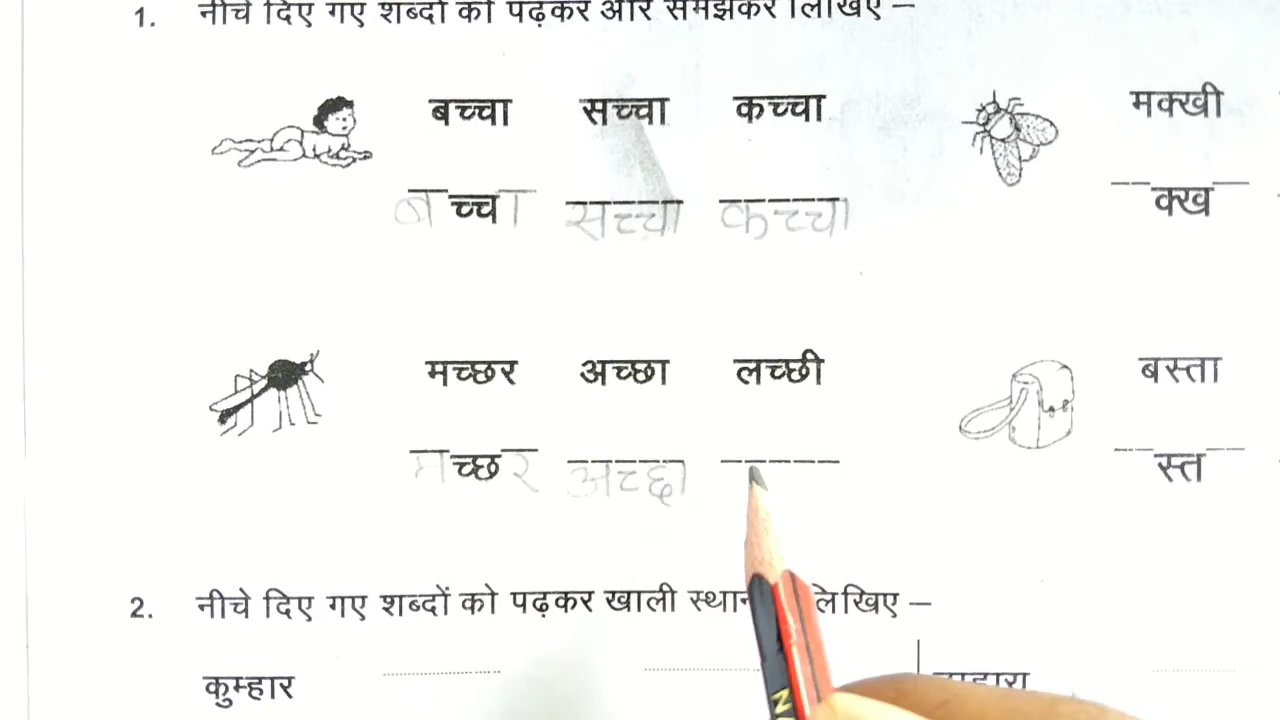 1. नीचे दिए गए शब्दों को पढ़कर और समझकर लिखिए –
बच्चा सच्चा कच्चा मक्खी
बच्चा सच्चा कच्चा क्ख
मच्छर अच्छा लच्छी बस्ता
मच्छर अच्छा स्त
2. नीचे दिए गए शब्दों को पढ़कर खाली स्थान लिखिए –
कुम्हार